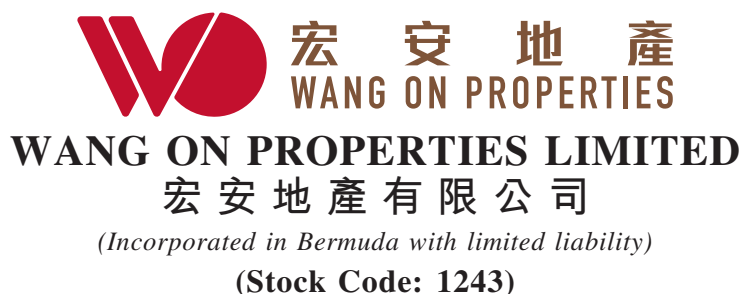 宏安地產
WANG ON PROPERTIES
WANG ON PROPERTIES LIMITED
宏安地產有限公司
(Incorporated in Bermuda with limited liability)
(Stock Code: 1243)